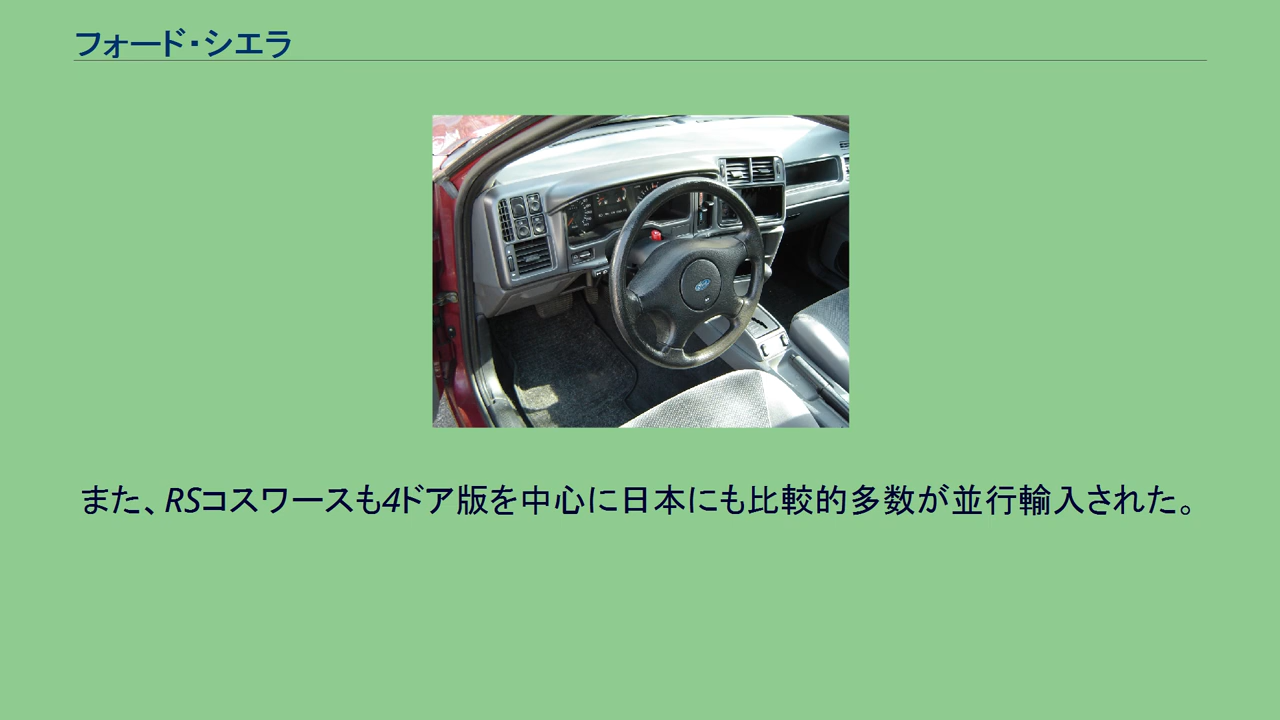 フォード・シエラ
また、RSコスワースも4ドア版を中心に日本にも比較的多数が並行輸入された。